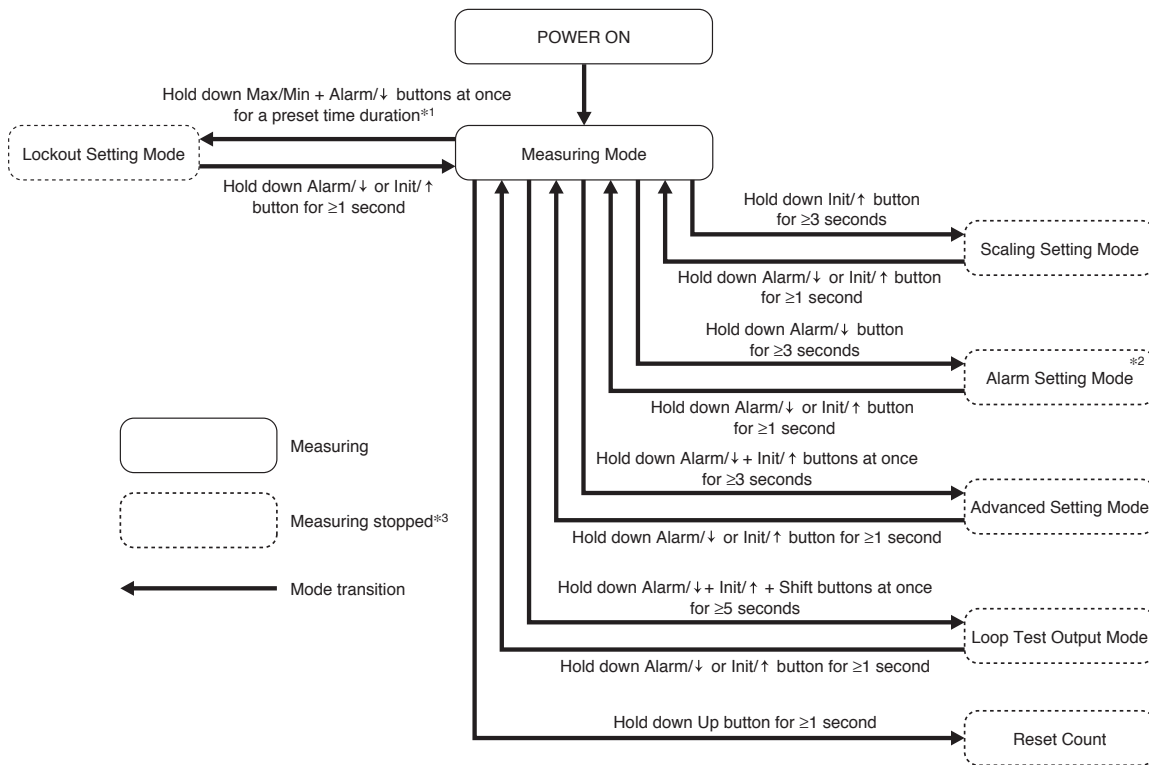 POWER ON
Hold down Max/Min + Alarm/↓ buttons at once
for a preset time duration*1
Lockout Setting Mode
Measuring Mode
Hold down Alarm/↓ or Init/↑
button for ≥1 second
Hold down Init/↑ button
for ≥3 seconds
Scaling Setting Mode
Hold down Alarm/↓ or Init/↑ button
for ≥1 second
Hold down Alarm/↓ button
for ≥3 seconds
Alarm Setting Mode*2
Hold down Alarm/↓ or Init/↑ button
for ≥1 second
Measuring
Hold down Alarm/↓+ Init/↑ buttons at once
for ≥3 seconds
Measuring stopped*3
Advanced Setting Mode
Hold down Alarm/↓ or Init/↑ button for ≥1 second
Mode transition
Hold down Alarm/↓+ Init/↑ + Shift buttons at once
for ≥5 seconds
Loop Test Output Mode
Hold down Alarm/↓ or Init/↑ button for ≥1 second
Hold down Up button for ≥1 second
Reset Count